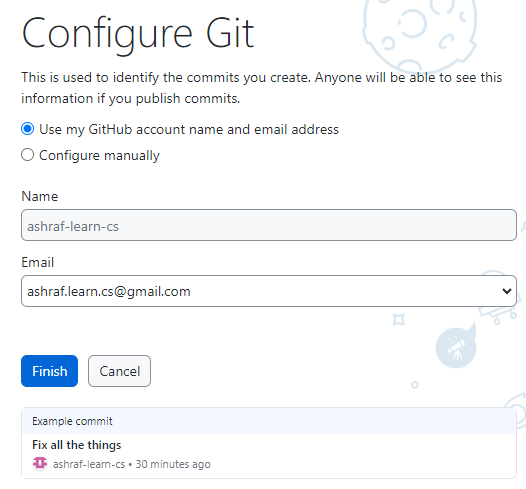 Configure Git
This is used to identify the commits you create. Anyone will be able to see this
information if you publish commits.
Use my GitHub account name and email address
Configure manually
Name
ashraf-learn-cs
Email
ashraf.learn.cs@gmail.com
Finish
Cancel
Example commit
Fix all the things
ashraf-learn-cs • 30 minutes ago